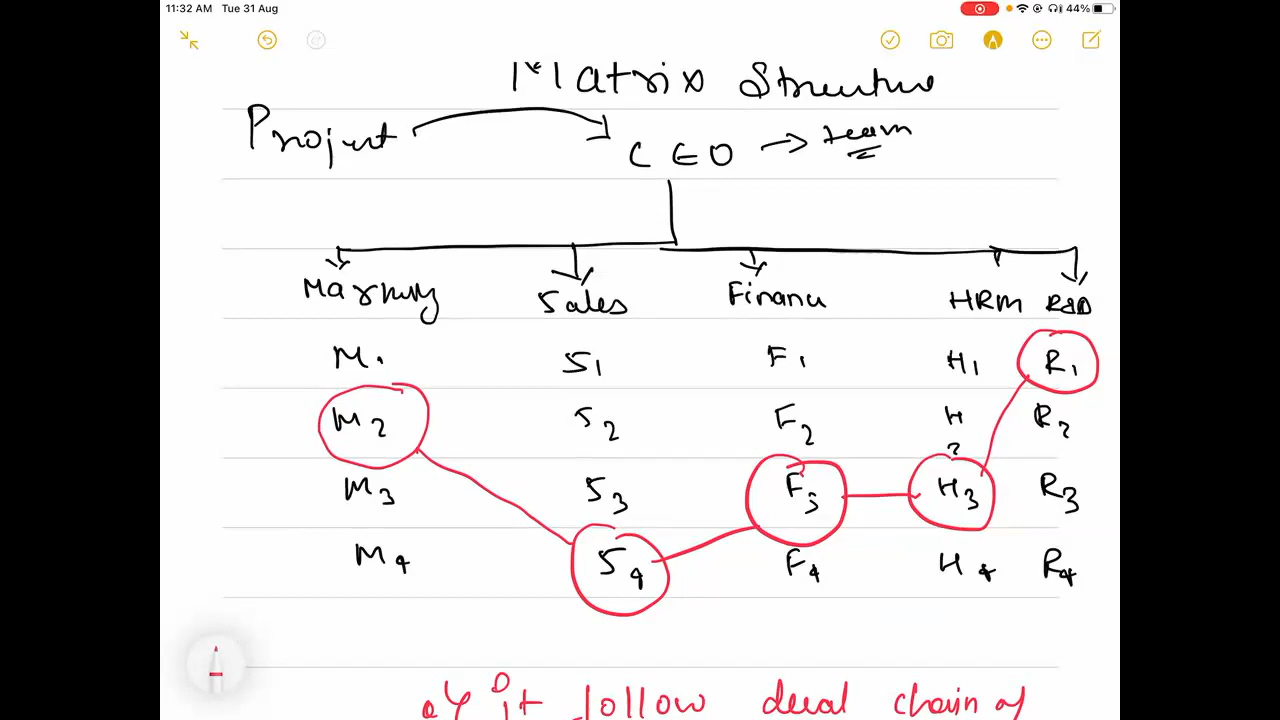 11:32 AM Tue 31 Aug 44%
Matrix Structure
Project CEO → team
Marketing Sales Finance HRM R&D
M1 S1 F1 H1 R1
M2 S2 F2 H2 R2
M3 S3 F3 H3 R3
M4 S4 F4 H4 R4
it follow dual chain of